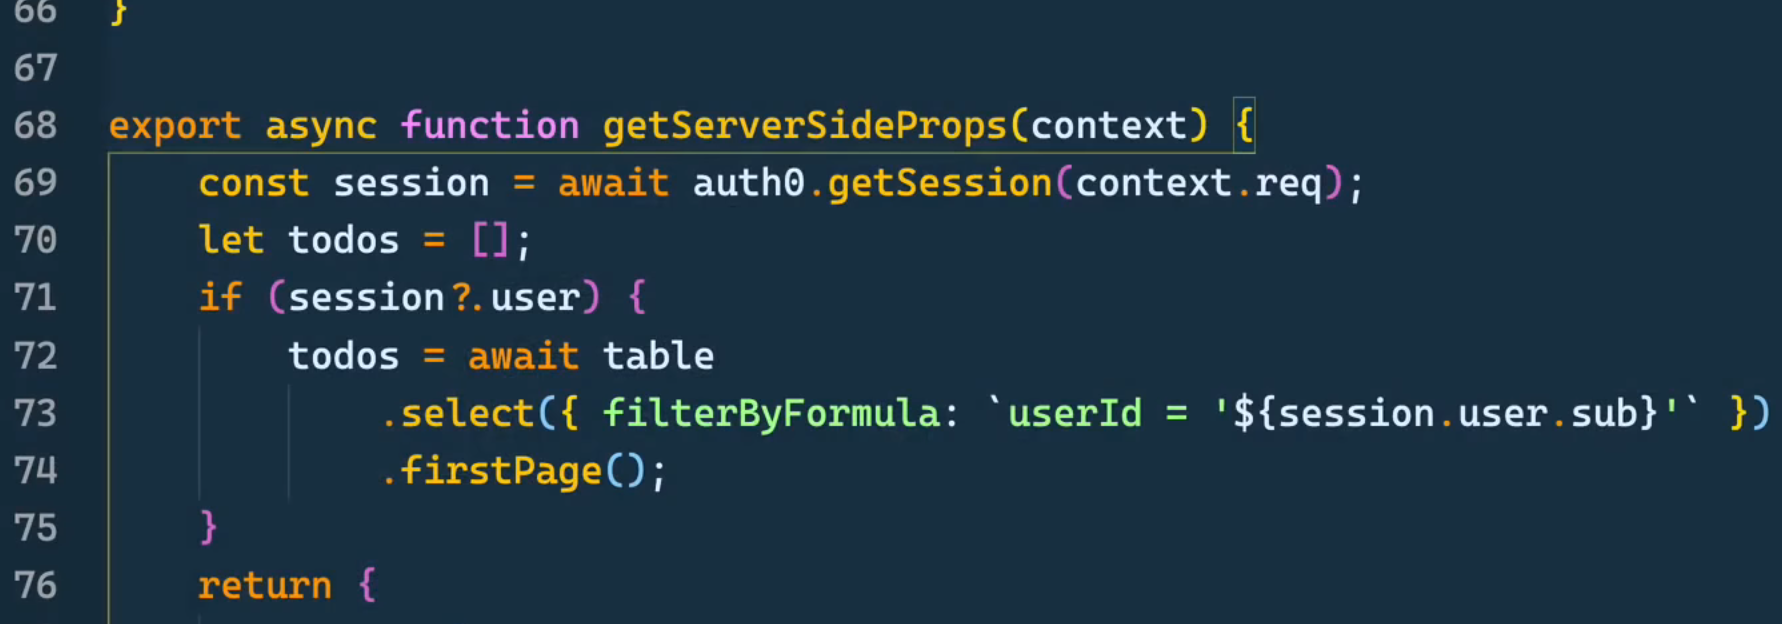 66 }
67
68 export async function getServerSideProps(context) {
69 const session = await auth0.getSession(context.req);
70 let todos = [];
71 if (session?.user) {
72 todos = await table
73 .select({ filterByFormula: `userId = '${session.user.sub}'` })
74 .firstPage();
75 }
76 return {